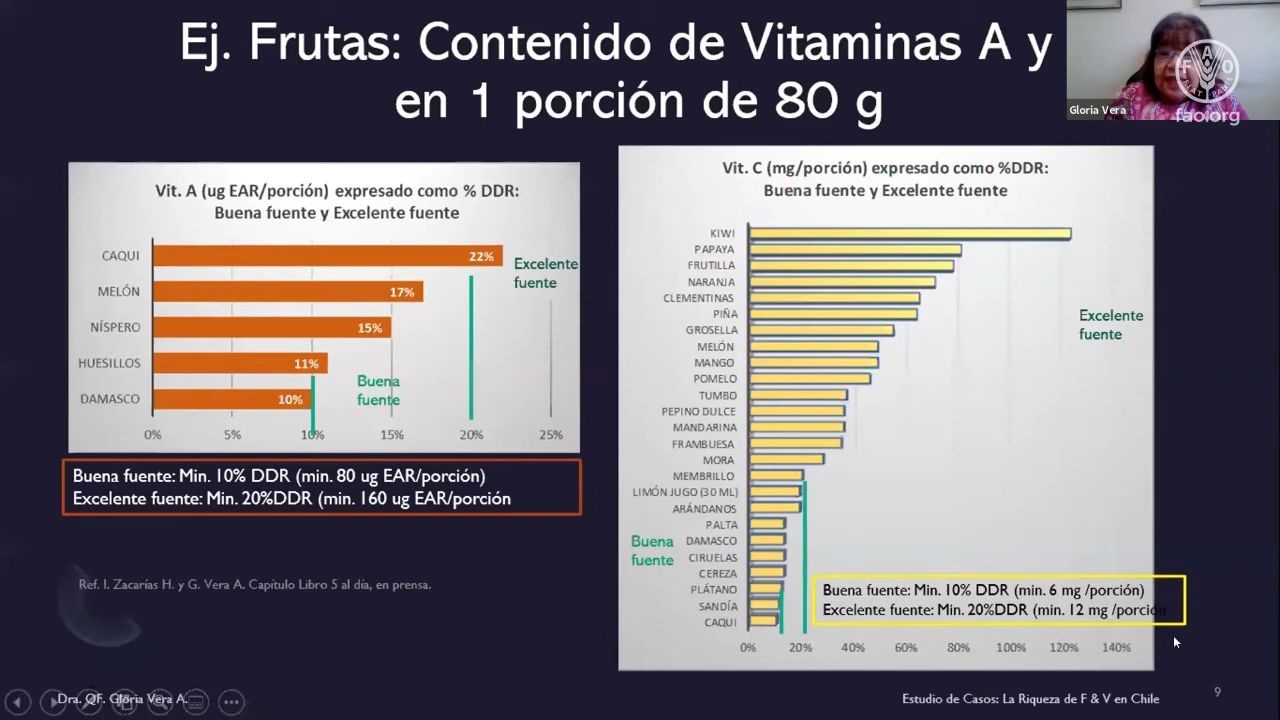 Ej. Frutas: Contenido de Vitaminas A y
en 1 porción de 80 g
Gloria Vera
F A O
FIAT PANIS
fao.org
Vit. A (ug EAR/porción) expresado como % DDR:
Buena fuente y Excelente fuente
CAQUI 22%
MELÓN 17%
NÍSPERO 15%
HUESILLOS 11%
DAMASCO 10%
Excelente
fuente
Buena
fuente
0% 5% 10% 15% 20% 25%
Buena fuente: Min. 10% DDR (min. 80 ug EAR/porción)
Excelente fuente: Min. 20%DDR (min. 160 ug EAR/porción
Ref. I. Zacarías H. y G. Vera A. Capítulo Libro 5 al día, en prensa.
Vit. C (mg/porción) expresado como %DDR:
Buena fuente y Excelente fuente
KIWI
PAPAYA
FRUTILLA
NARANJA
CLEMENTINAS
PIÑA
GROSELLA
MELÓN
MANGO
POMELO
TUMBO
PEPINO DULCE
MANDARINA
FRAMBUESA
MORA
MEMBRILLO
LIMÓN JUGO (30 ML)
ARÁNDANOS
PALTA
DAMASCO
CIRUELAS
CEREZA
PLÁTANO
SANDÍA
CAQUI
Excelente
fuente
Buena
fuente
0% 20% 40% 60% 80% 100% 120% 140%
Buena fuente: Min. 10% DDR (min. 6 mg /porción)
Excelente fuente: Min. 20%DDR (min. 12 mg /porción
Dra. QF. Gloria Vera A.
Estudio de Casos: La Riqueza de F & V en Chile
9